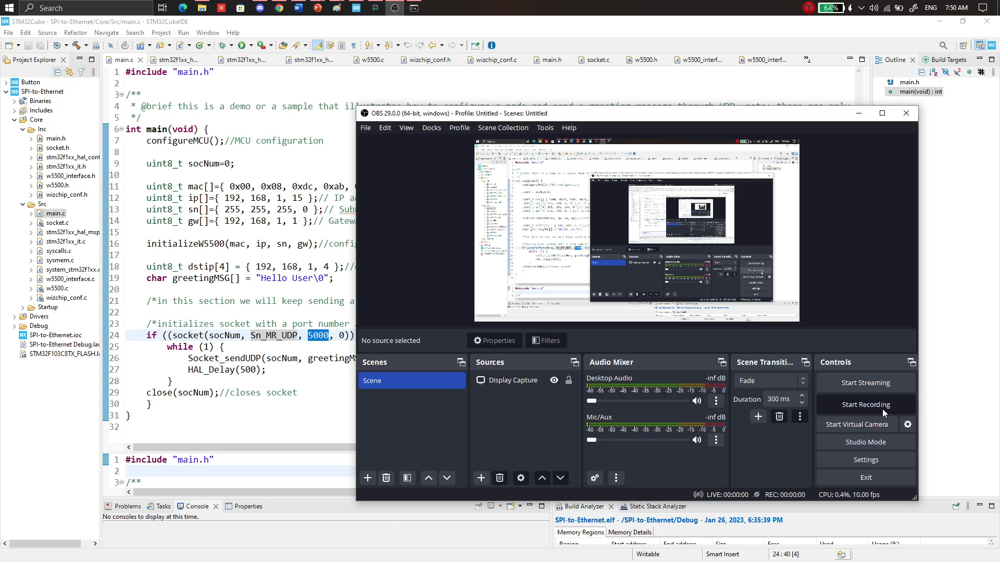 Search
64%
ENG
7:50 AM
IDE STM32Cube - SPI-to-Ethernet/Core/Src/main.c - STM32CubeIDE
File Edit Source Refactor Navigate Search Project Run Window Help
Project Explorer
Button
SPI-to-Ethernet
Binaries
Includes
Core
Inc
main.h
socket.h
stm32f1xx_hal_conf
stm32f1xx_it.h
w5500_interface.h
w5500.h
wizchip_conf.h
Src
main.c
socket.c
stm32f1xx_hal_msp
stm32f1xx_it.c
syscalls.c
sysmem.c
system_stm32f1xx.c
w5500_interface.c
w5500.c
wizchip_conf.c
Startup
Drivers
Debug
SPI-to-Ethernet.ioc
SPI-to-Ethernet Debug.lau
STM32F103C8TX_FLASH.l
main.c stm32f1xx_h... stm32f1xx_h... stm32f1xx_h... w5500.c wizchip_conf.h wizchip_conf.c main.h socket.c w5500.h w5500_interf... w5500_interf... »4
1 #include "main.h"
2
3 /**
4 * @brief this is a demo or a sample that
5 */
6 int main(void) {
7 configureMCU();//MCU configuration
8
9 uint8_t socNum=0;
10
11 uint8_t mac[]={ 0x00, 0x08, 0xdc, 0xab,
12 uint8_t ip[]={ 192, 168, 1, 15 };// IP
13 uint8_t sn[]={ 255, 255, 255, 0 };//
14 uint8_t gw[]={ 192, 168, 1, 1 };//
15
16 initializeW5500(mac, ip, sn, gw);//
17
18 uint8_t dstip[4] = { 192, 168, 1, 4 };//
19 char greetingMSG[] = "Hello User\0";
20
21 /*in this section we will keep sending a
22
23 /*initializes socket with a port number
24 if ((socket(socNum, Sn_MR_UDP, 5000, 0))
25 while (1) {
26 Socket_sendUDP(socNum,
27 HAL_Delay(500);
28 }
29 close(socNum);//closes socket
30 }
31 }
32
1 #include "main.h"
2
3 /**
Outline Build Targets
main.h
main(void) : int
OBS 29.0.0 (64-bit, windows) - Profile: Untitled - Scenes: Untitled
File Edit View Docks Profile Scene Collection Tools Help
No source selected Properties Filters
Scenes
Scene
Sources
Display Capture
Audio Mixer
Desktop Audio -inf dB
-60 -55 -50 -45 -40 -35 -30 -25 -20 -15 -10 -5 0
Mic/Aux -inf dB
-60 -55 -50 -45 -40 -35 -30 -25 -20 -15 -10 -5 0
Scene Transiti...
Fade
Duration 300 ms
Controls
Start Streaming
Start Recording
Start Virtual Camera
Studio Mode
Settings
Exit
LIVE: 00:00:00 REC: 00:00:00 CPU: 0.4%, 10.00 fps
Problems Tasks Console Properties
No consoles to display at this time.
Build Analyzer Static Stack Analyzer
SPI-to-Ethernet.elf - /SPI-to-Ethernet/Debug - Jan 26, 2023, 6:35:39 PM
Memory Regions Memory Details
Writable Smart Insert 24 : 40 [4]